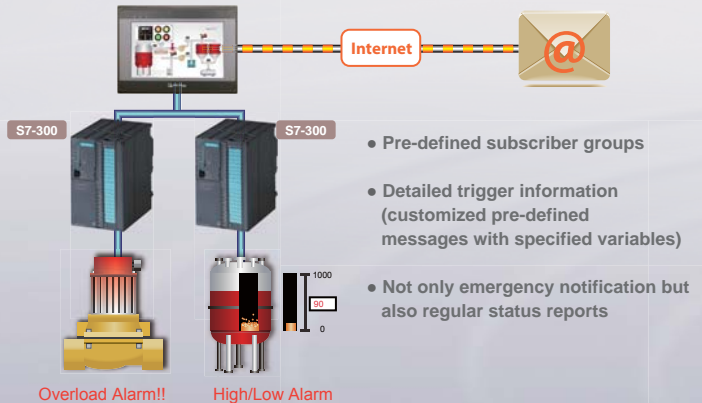 Internet
@
S7-300
S7-300
● Pre-defined subscriber groups
● Detailed trigger information
(customized pre-defined
messages with specified variables)
● Not only emergency notification but
also regular status reports
1000
90
0
Overload Alarm!!
High/Low Alarm